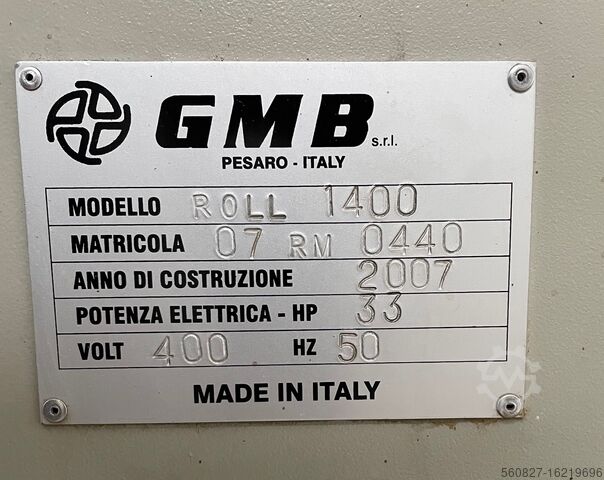 GMB s.r.l.
PESARO - ITALY
MODELLO ROLL 1400
MATRICOLA 07 RM 0440
ANNO DI COSTRUZIONE 2007
POTENZA ELETTRICA - HP 33
VOLT 400 HZ 50
MADE IN ITALY
560827-16219696